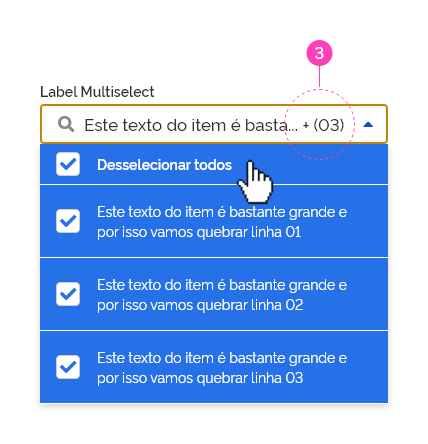 3
Label Multiselect
Este texto do item é basta... + (03)
Desselecionar todos
Este texto do item é bastante grande e
por isso vamos quebrar linha 01
Este texto do item é bastante grande e
por isso vamos quebrar linha 02
Este texto do item é bastante grande e
por isso vamos quebrar linha 03